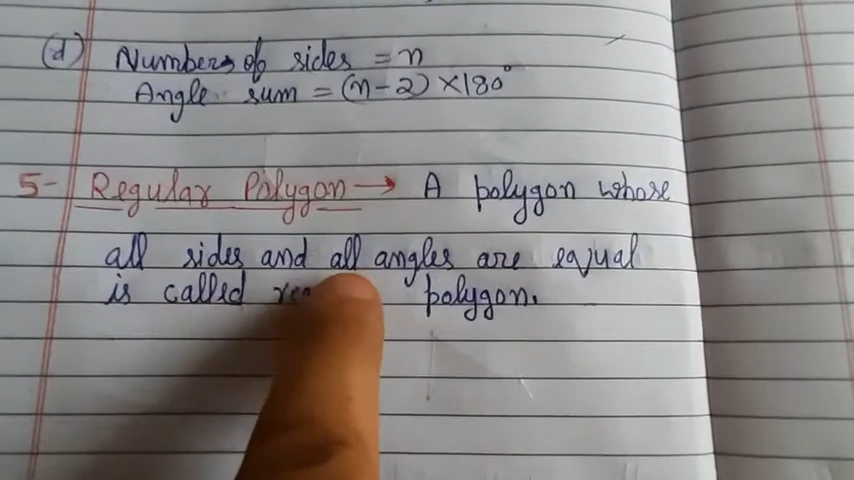 (d) Numbers of sides = n
Angle sum = (n-2) ×180°
5- Regular Polygon → A polygon whose
all sides and all angles are equal
is called polygon.